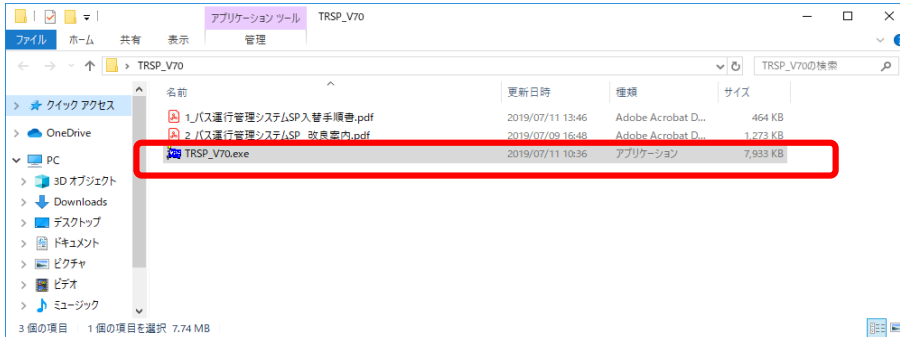 アプリケーション ツール TRSP_V70
ファイル ホーム 共有 表示 管理
TRSP_V70 TRSP_V70の検索
名前 更新日時 種類 サイズ
クイック アクセス
1_バス運行管理システムSP入替手順書.pdf 2019/07/11 13:46 Adobe Acrobat D... 464 KB
OneDrive
2_バス運行管理システムSP_改良案内.pdf 2019/07/09 16:48 Adobe Acrobat D... 1,273 KB
PC
TRSP_V70.exe 2019/07/11 10:36 アプリケーション 7,933 KB
3D オブジェクト
Downloads
デスクトップ
ドキュメント
ピクチャ
ビデオ
ミュージック
3 個の項目 1 個の項目を選択 7.74 MB